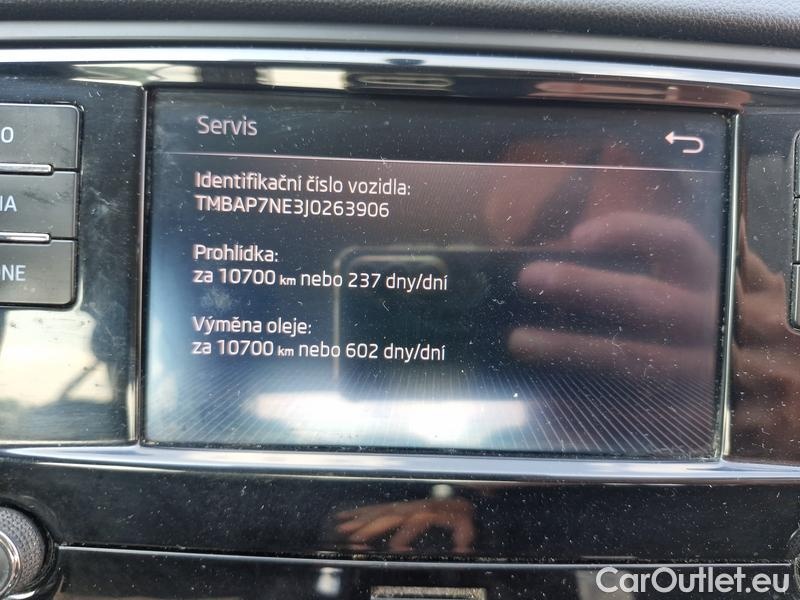 Servis
Identifikační číslo vozidla:
TMBAP7NE3J0263906
Prohlídka:
za 10700 km nebo 237 dny/dní
Výměna oleje:
za 10700 km nebo 602 dny/dní
CarOutlet.eu